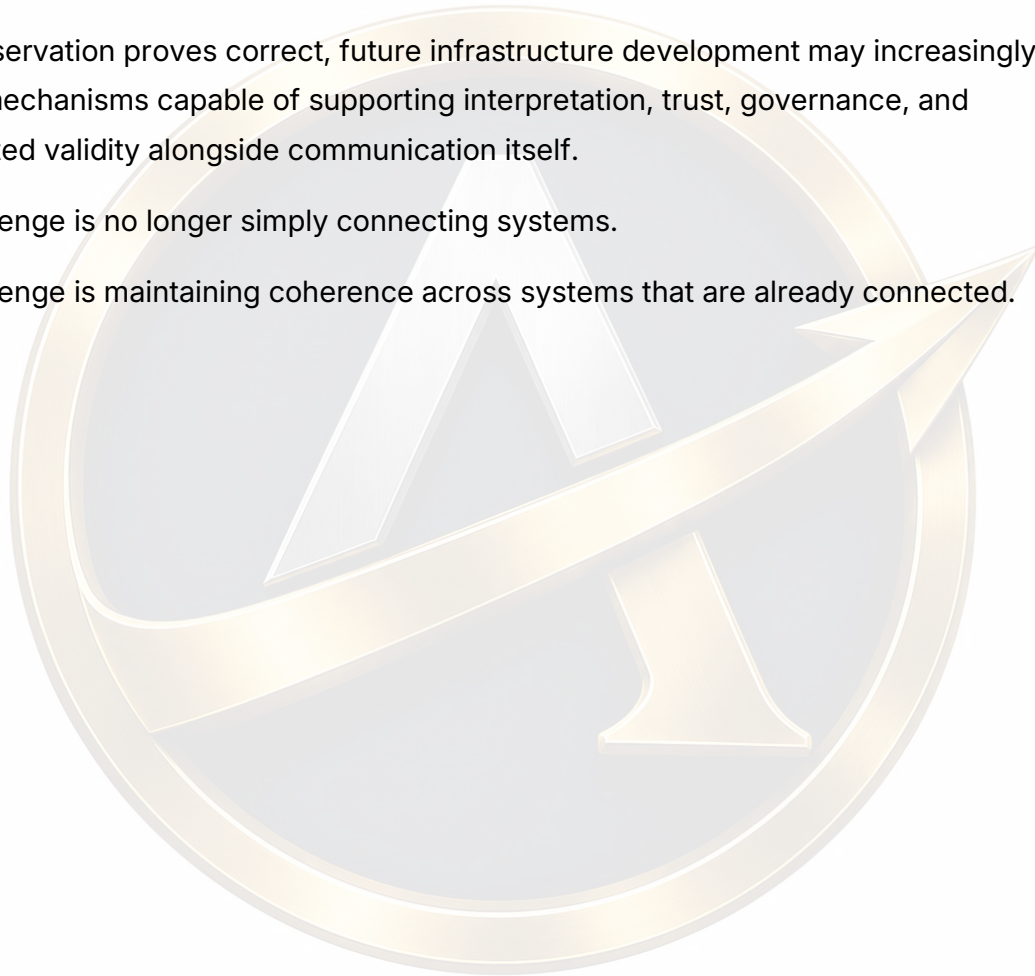 servation proves correct, future infrastructure development may increasingly
mechanisms capable of supporting interpretation, trust, governance, and
ted validity alongside communication itself.
enge is no longer simply connecting systems.
enge is maintaining coherence across systems that are already connected.